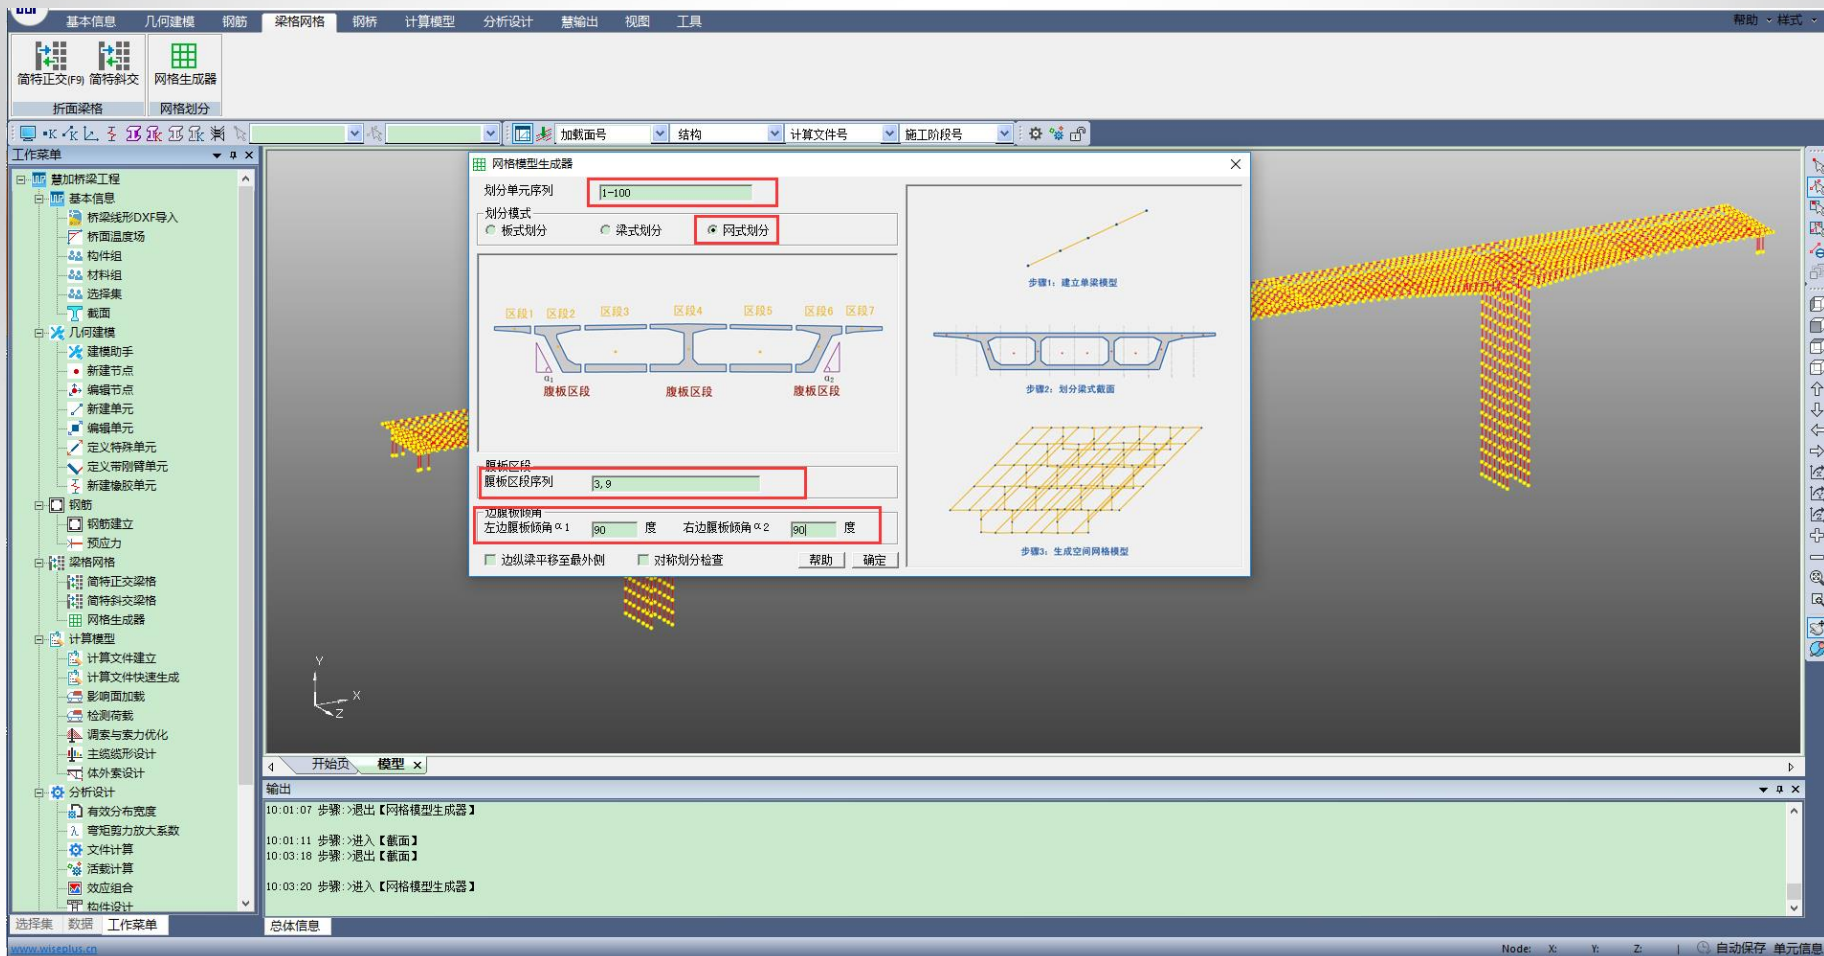 基本信息 几何建模 钢筋 梁格网格 钢桥 计算模型 分析设计 慧输出 视图 工具 帮助 样式
简特正交(F9) 简特斜交 网格生成器
折面梁格 网格划分
加载面号 结构 计算文件号 施工阶段号
工作菜单
慧加桥梁工程
基本信息
桥梁线形DXF导入
桥面温度场
构件组
材料组
选择集
截面
几何建模
建模助手
新建节点
编辑节点
新建单元
编辑单元
定义特殊单元
定义带刚臂单元
新建橡胶单元
钢筋
钢筋建立
预应力
梁格网格
简特正交梁格
简特斜交梁格
网格生成器
计算模型
计算文件建立
计算文件快速生成
影响面加载
检测荷载
调索与索力优化
主缆缆形设计
体外索设计
分析设计
有效分布宽度
弯矩剪力放大系数
文件计算
活载计算
效应组合
构件设计
选择集 数据 工作菜单
www.wiseplus.cn
网格模型生成器
划分单元序列 1-100
划分模式
板式划分 梁式划分 网式划分
区段1 区段2 区段3 区段4 区段5 区段6 区段7
α1 α2
腹板区段 腹板区段 腹板区段
腹板区段
腹板区段序列 3,9
边腹板倾角
左边腹板倾角α1 90 度 右边腹板倾角α2 90 度
边纵梁平移至最外侧 对称划分检查 帮助 确定
步骤1：建立单梁模型
步骤2：划分梁式截面
步骤3：生成空间网格模型
Y
X
Z
开始页 模型
输出
10:01:07 步骤:>退出【网格模型生成器】
10:01:11 步骤:>进入【截面】
10:03:18 步骤:>退出【截面】
10:03:20 步骤:>进入【网格模型生成器】
总体信息
Node: X: Y: Z: | 自动保存 单元信息